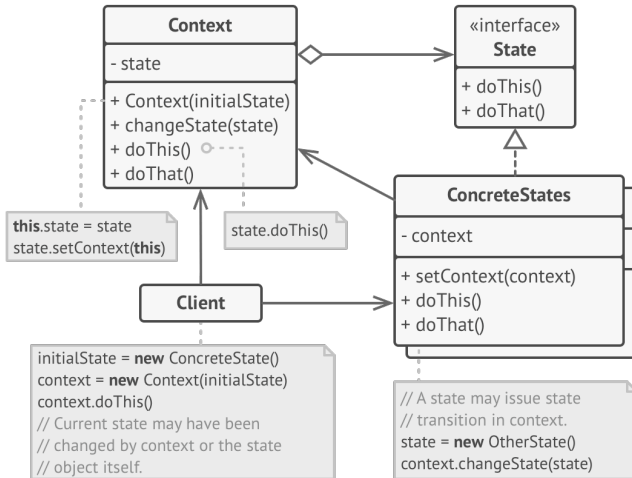 Context
- state
+ Context(initialState)
+ changeState(state)
+ doThis()
+ doThat()
«interface»
State
+ doThis()
+ doThat()
this.state = state
state.setContext(this)
state.doThis()
ConcreteStates
- context
+ setContext(context)
+ doThis()
+ doThat()
Client
initialState = new ConcreteState()
context = new Context(initialState)
context.doThis()
// Current state may have been
// changed by context or the state
// object itself.
// A state may issue state
// transition in context.
state = new OtherState()
context.changeState(state)